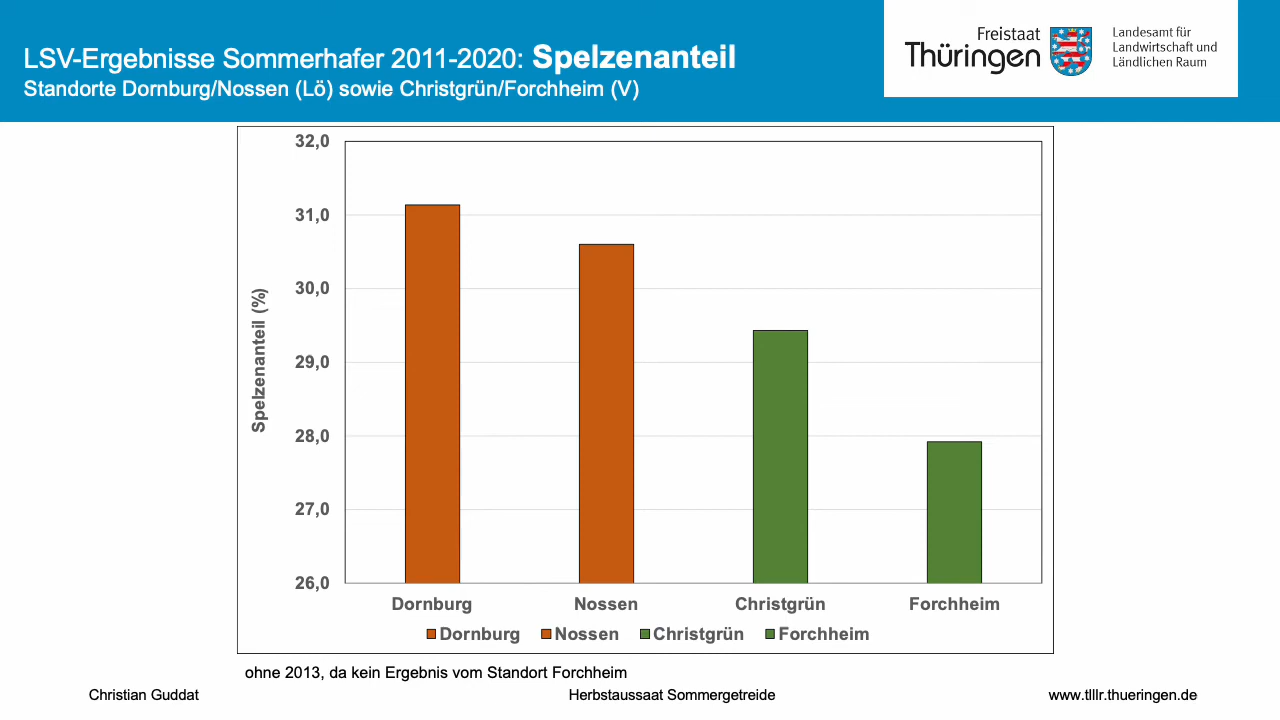 LSV-Ergebnisse Sommerhafer 2011-2020: Spelzenanteil
Standorte Dornburg/Nossen (Lö) sowie Christgrün/Forchheim (V)
Freistaat
Thüringen
Landesamt für
Landwirtschaft und
Ländlichen Raum
32,0
31,0
30,0
29,0
28,0
27,0
26,0
Spelzenanteil (%)
Dornburg Nossen Christgrün Forchheim
Dornburg Nossen Christgrün Forchheim
ohne 2013, da kein Ergebnis vom Standort Forchheim
Christian Guddat Herbstaussaat Sommergetreide www.tlllr.thueringen.de